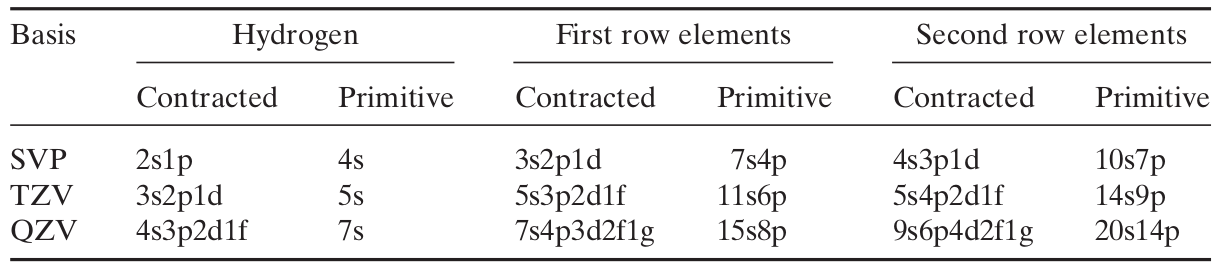 Basis Hydrogen First row elements Second row elements
Contracted Primitive Contracted Primitive Contracted Primitive
SVP 2s1p 4s 3s2p1d 7s4p 4s3p1d 10s7p
TZV 3s2p1d 5s 5s3p2d1f 11s6p 5s4p2d1f 14s9p
QZV 4s3p2d1f 7s 7s4p3d2f1g 15s8p 9s6p4d2f1g 20s14p